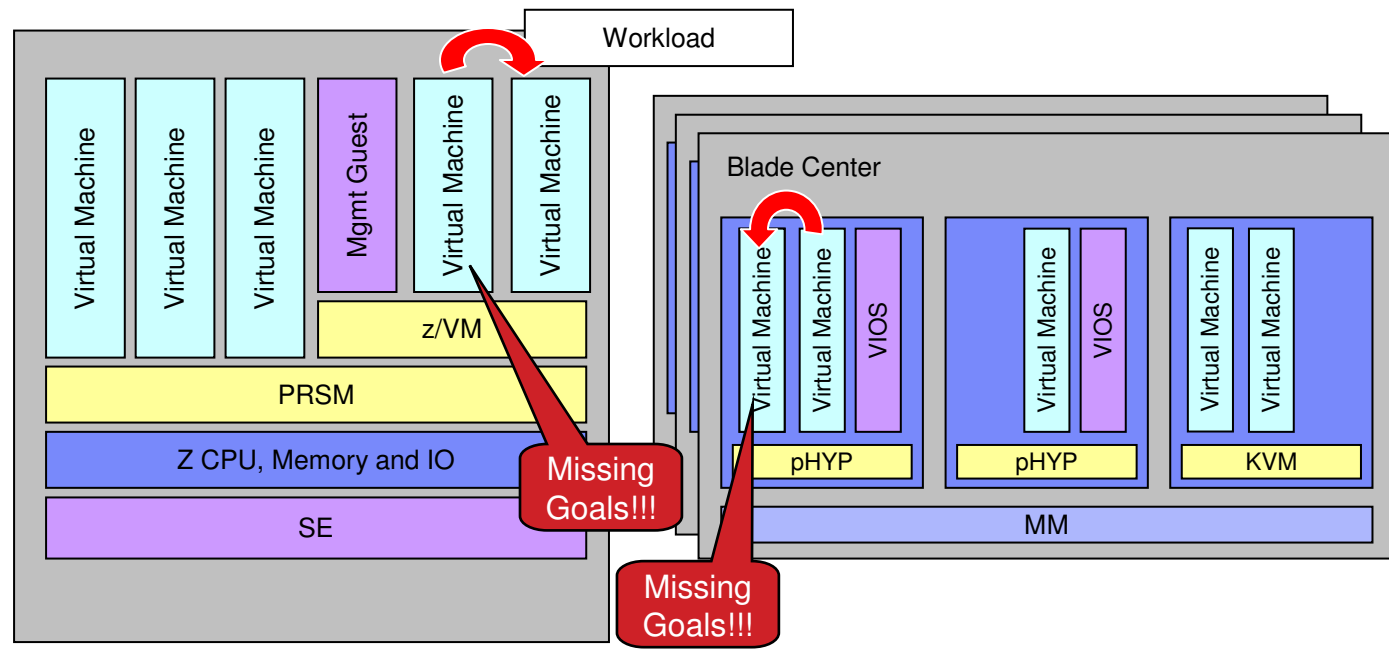 Workload
Virtual Machine
Virtual Machine
Virtual Machine
Mgmt Guest
Virtual Machine
Virtual Machine
z/VM
PRSM
Z CPU, Memory and IO
SE
Missing
Goals!!!
Blade Center
Virtual Machine
Virtual Machine
VIOS
pHYP
Virtual Machine
VIOS
pHYP
Virtual Machine
Virtual Machine
KVM
MM
Missing
Goals!!!